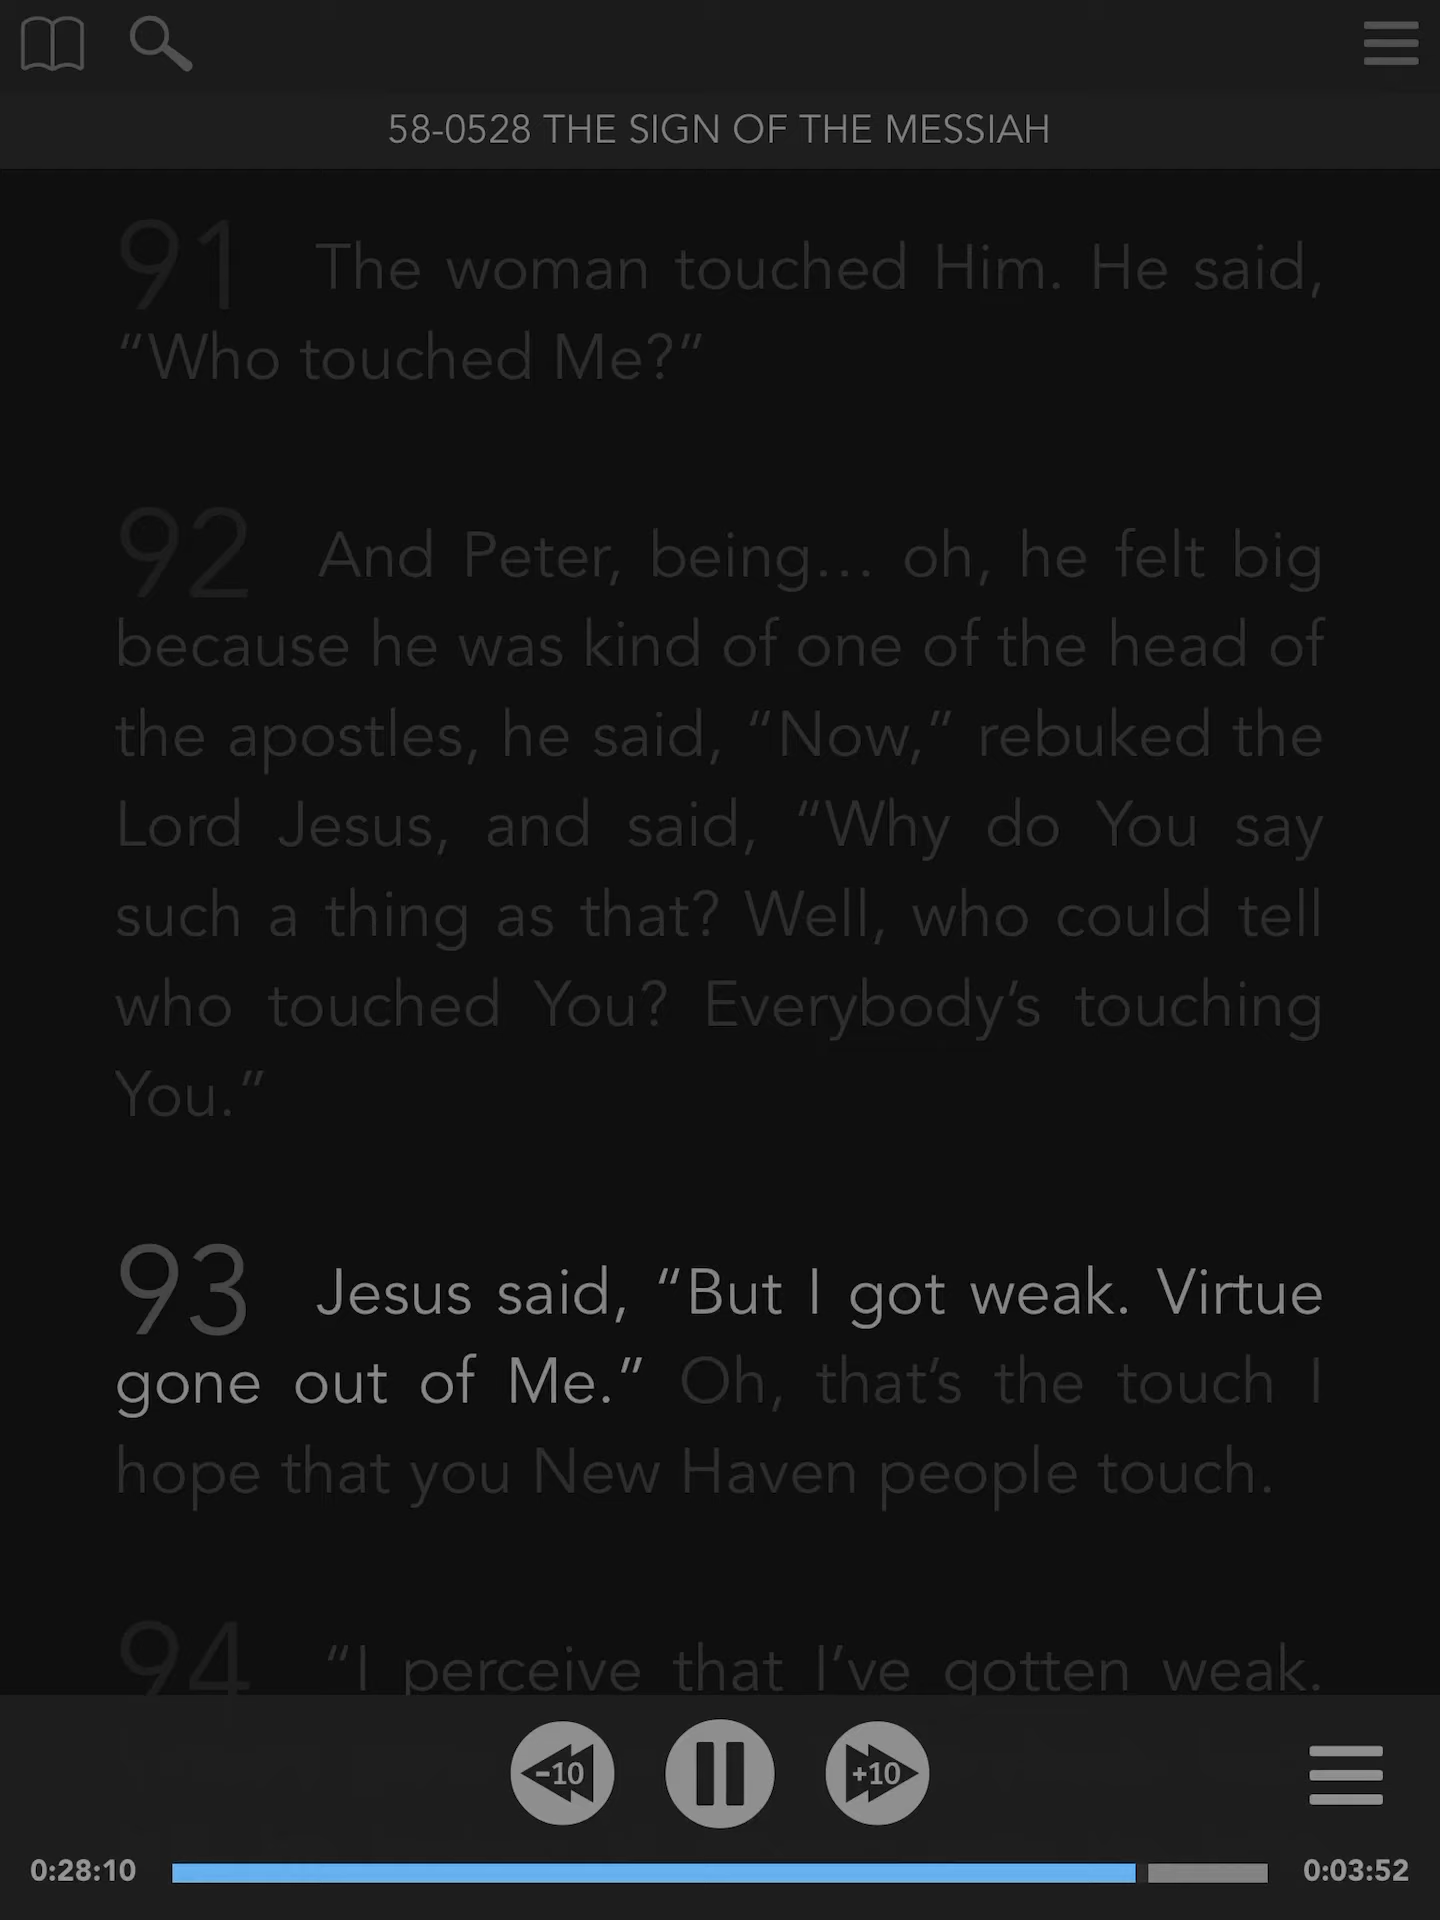 58-0528 THE SIGN OF THE MESSIAH
91 The woman touched Him. He said,
“Who touched Me?”
92 And Peter, being… oh, he felt big
because he was kind of one of the head of
the apostles, he said, “Now,” rebuked the
Lord Jesus, and said, “Why do You say
such a thing as that? Well, who could tell
who touched You? Everybody’s touching
You.”
93 Jesus said, “But I got weak. Virtue
gone out of Me.” Oh, that’s the touch I
hope that you New Haven people touch.
94 “I perceive that I’ve gotten weak.
-10 +10
0:28:10 0:03:52